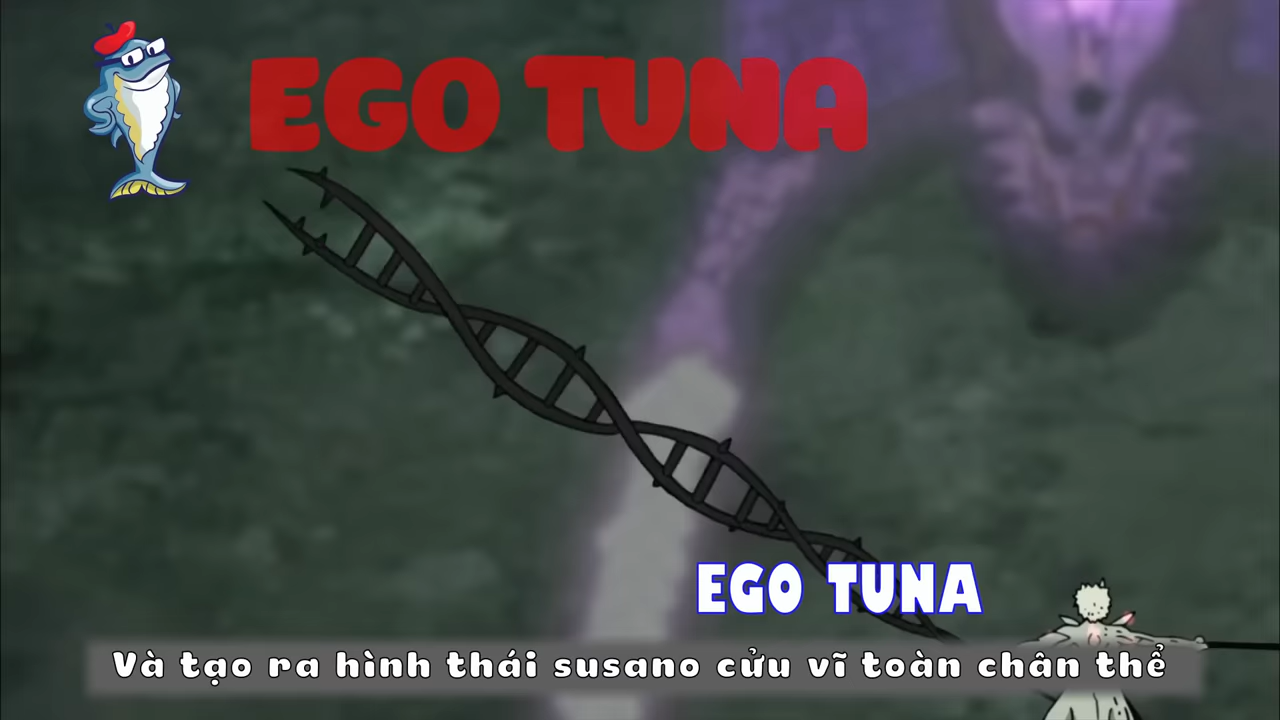 EGO TUNA
EGO TUNA
Và tạo ra hình thái susano cửu vĩ toàn chân thể